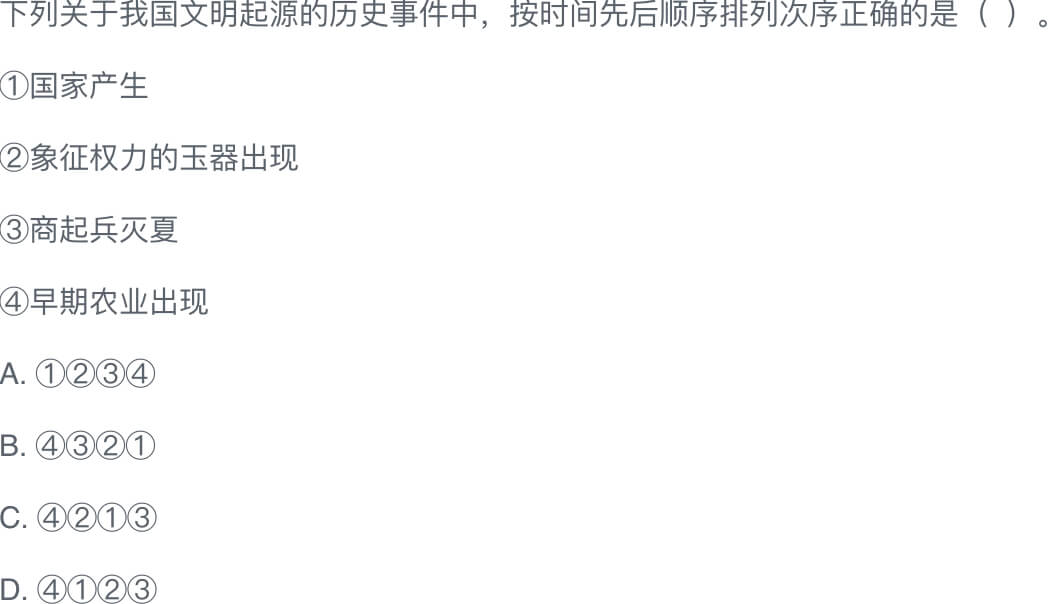 下列关于我国文明起源的历史事件中，按时间先后顺序排列次序正确的是（ ）。
①国家产生
②象征权力的玉器出现
③商起兵灭夏
④早期农业出现
A. ①②③④
B. ④③②①
C. ④②①③
D. ④①②③